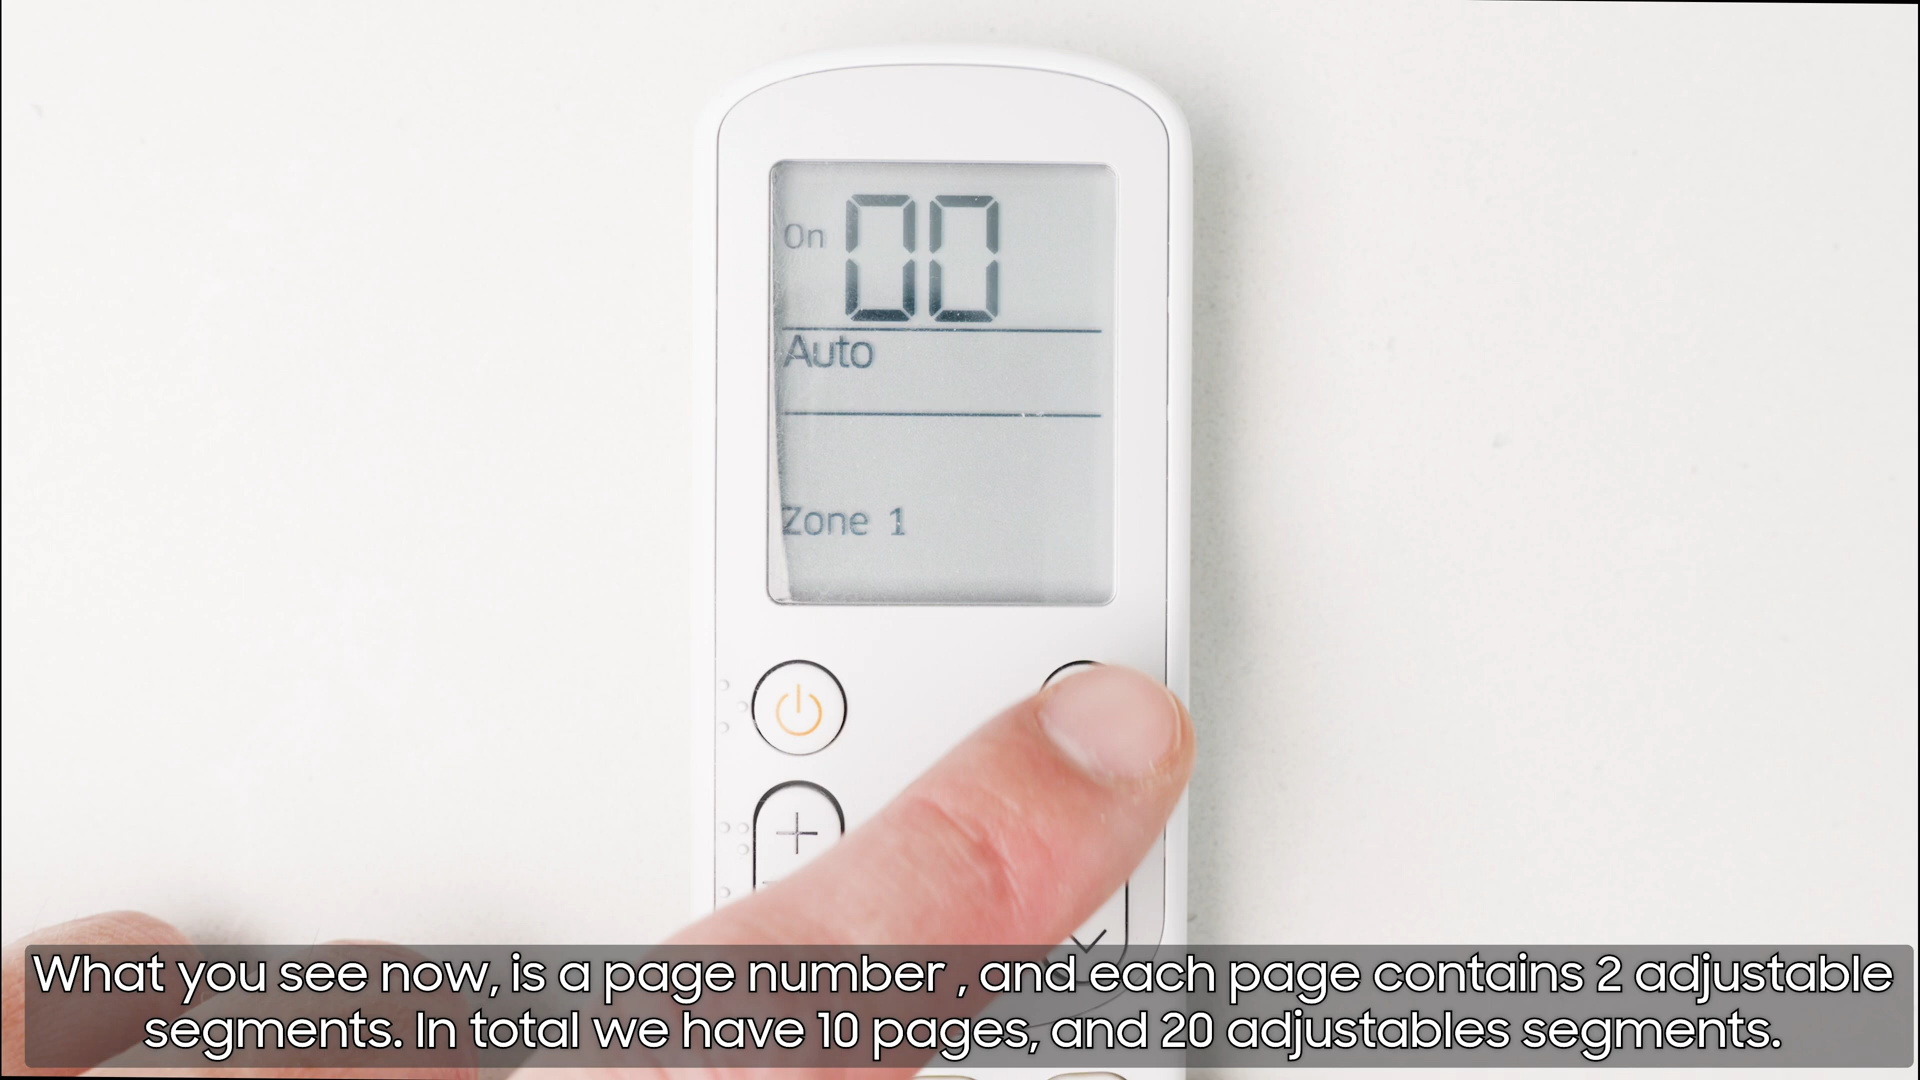 On 00
Auto
Zone 1
What you see now, is a page number , and each page contains 2 adjustable
segments. In total we have 10 pages, and 20 adjustables segments.